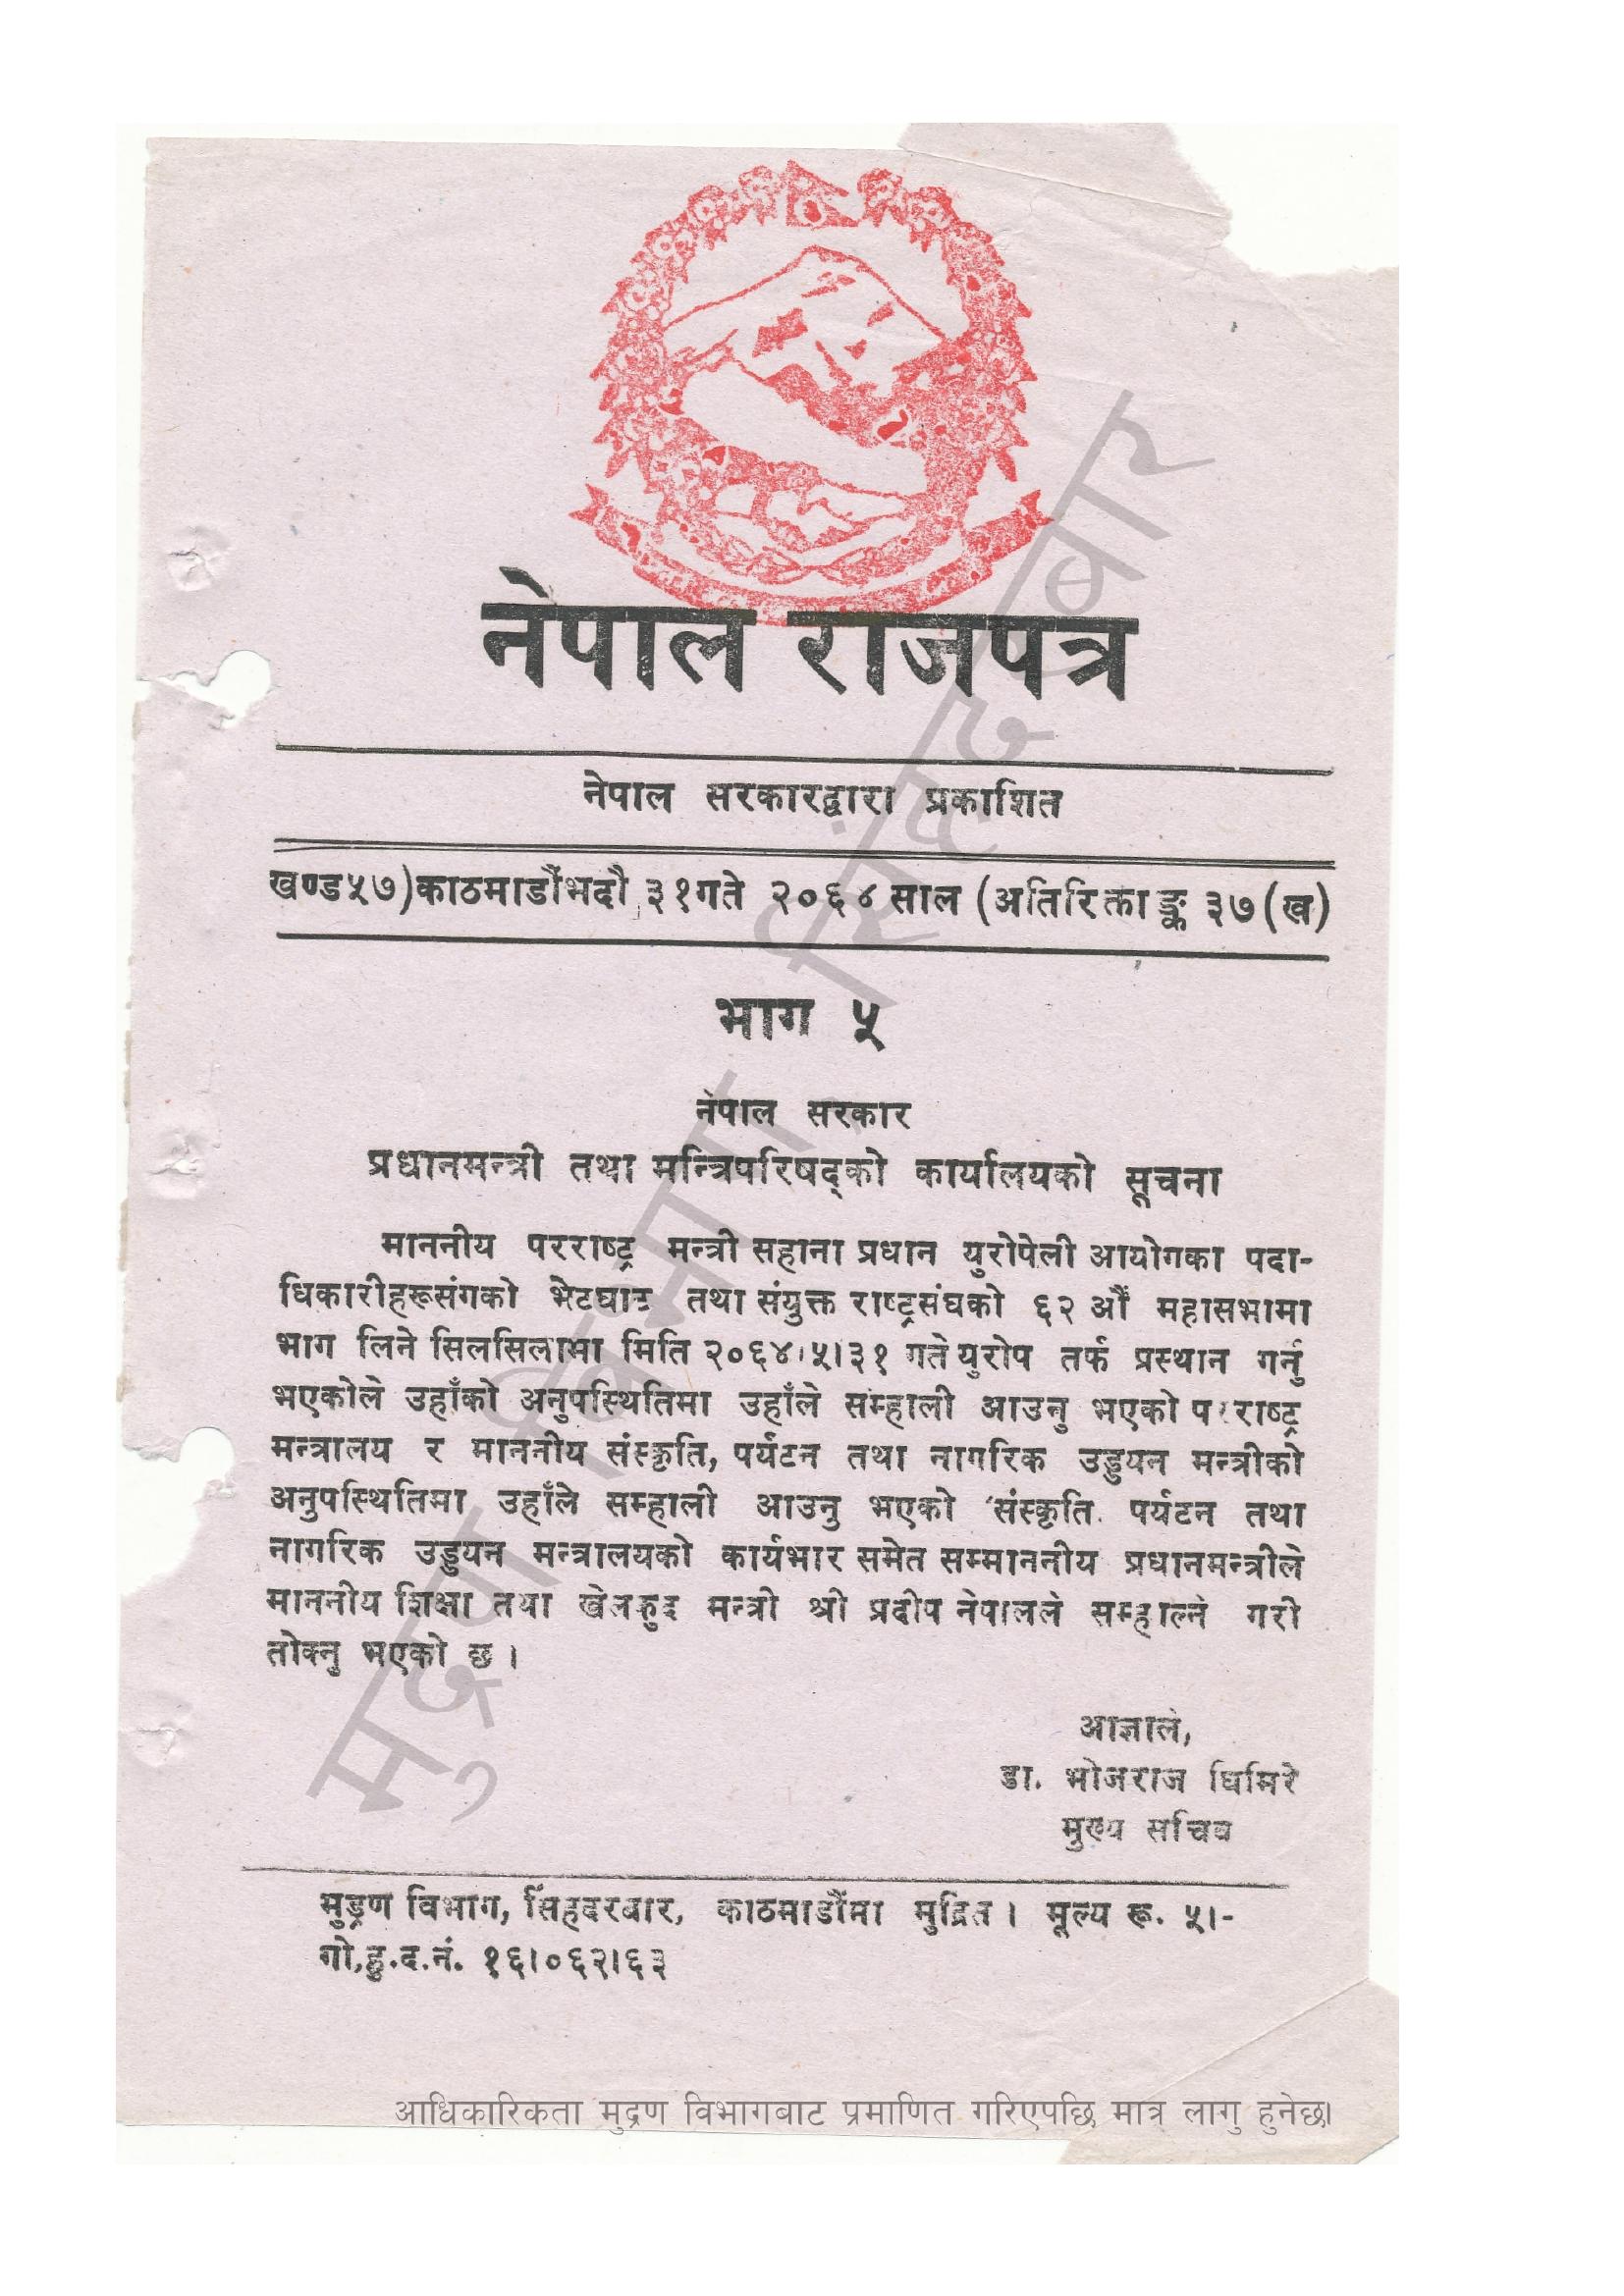 नेपाल राजपत्र
नेपाल सरकारद्वारा प्रकाशित
खण्ड ५७) काठमाडौं भदौ ३१ गते २०६४ साल (अतिरिक्ताङ्क ३७ (ख)
भाग ५
नेपाल सरकार
प्रधानमन्त्री तथा मन्त्रिपरिषद्को कार्यालयको सूचना
माननीय परराष्ट्र मन्त्री सहाना प्रधान युरोपेली आयोगका पदा-
धिकारीहरूसंगको भेटघाट तथा संयुक्त राष्ट्रसंघको ६२ औं महासभामा
भाग लिने सिलसिलामा मिति २०६४।५।३१ गते युरोप तर्फ प्रस्थान गर्नु
भएकोले उहाँको अनुपस्थितिमा उहाँले सम्हाली आउनु भएको परराष्ट्र
मन्त्रालय र माननीय संस्कृति, पर्यटन तथा नागरिक उड्डयन मन्त्रीको
अनुपस्थितिमा उहाँले सम्हाली आउनु भएको संस्कृति पर्यटन तथा
नागरिक उड्डयन मन्त्रालयको कार्यभार समेत सम्माननीय प्रधानमन्त्रीले
माननीय शिक्षा तथा खेलकुद मन्त्री श्री प्रदीप नेपालले सम्हाल्ने गरी
तोक्नु भएको छ ।
आज्ञाले,
डा. भोजराज घिमिरे
मुख्य सचिव
मुद्रण विभाग, सिंहदरबार, काठमाडौंमा मुद्रित । मूल्य रू. ५।-
गो.हु.द.नं. १६।०६२।६३
मुद्रण विभाग, सिंहदरबार
आधिकारिकता मुद्रण विभागबाट प्रमाणित गरिएपछि मात्र लागु हुनेछ।